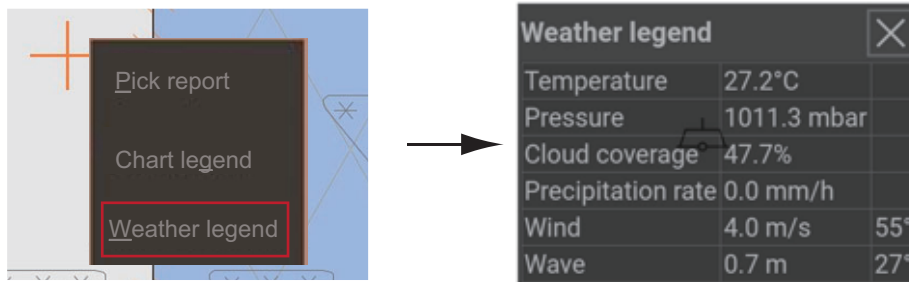 Pick report
Chart legend
Weather legend
Weather legend
Temperature 27.2°C
Pressure 1011.3 mbar
Cloud coverage 47.7%
Precipitation rate 0.0 mm/h
Wind 4.0 m/s 55°
Wave 0.7 m 27°